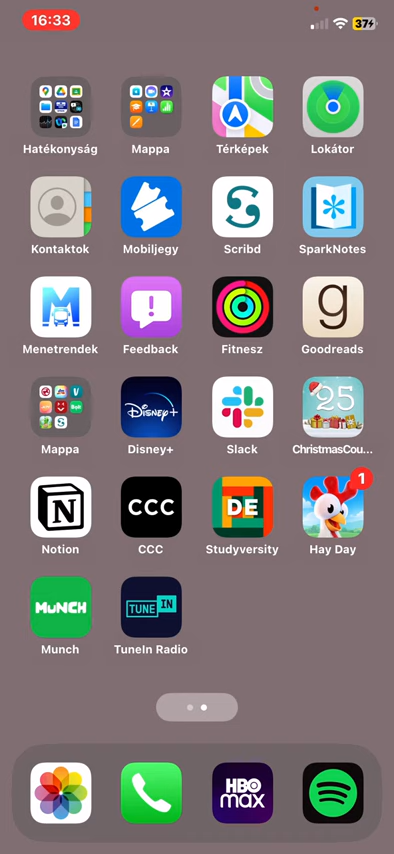 16:33
37
Hatékonyság
Mappa
Térképek
Lokátor
Kontaktok
Mobiljegy
Scribd
SparkNotes
Menetrendek
Feedback
Fitnesz
Goodreads
Mappa
Disney+
Disney+
Slack
25
ChristmasCou...
Notion
CCC
CCC
DE
Studyversity
1
Hay Day
MUNCH
Munch
TUNE IN
TuneIn Radio
HBO
max